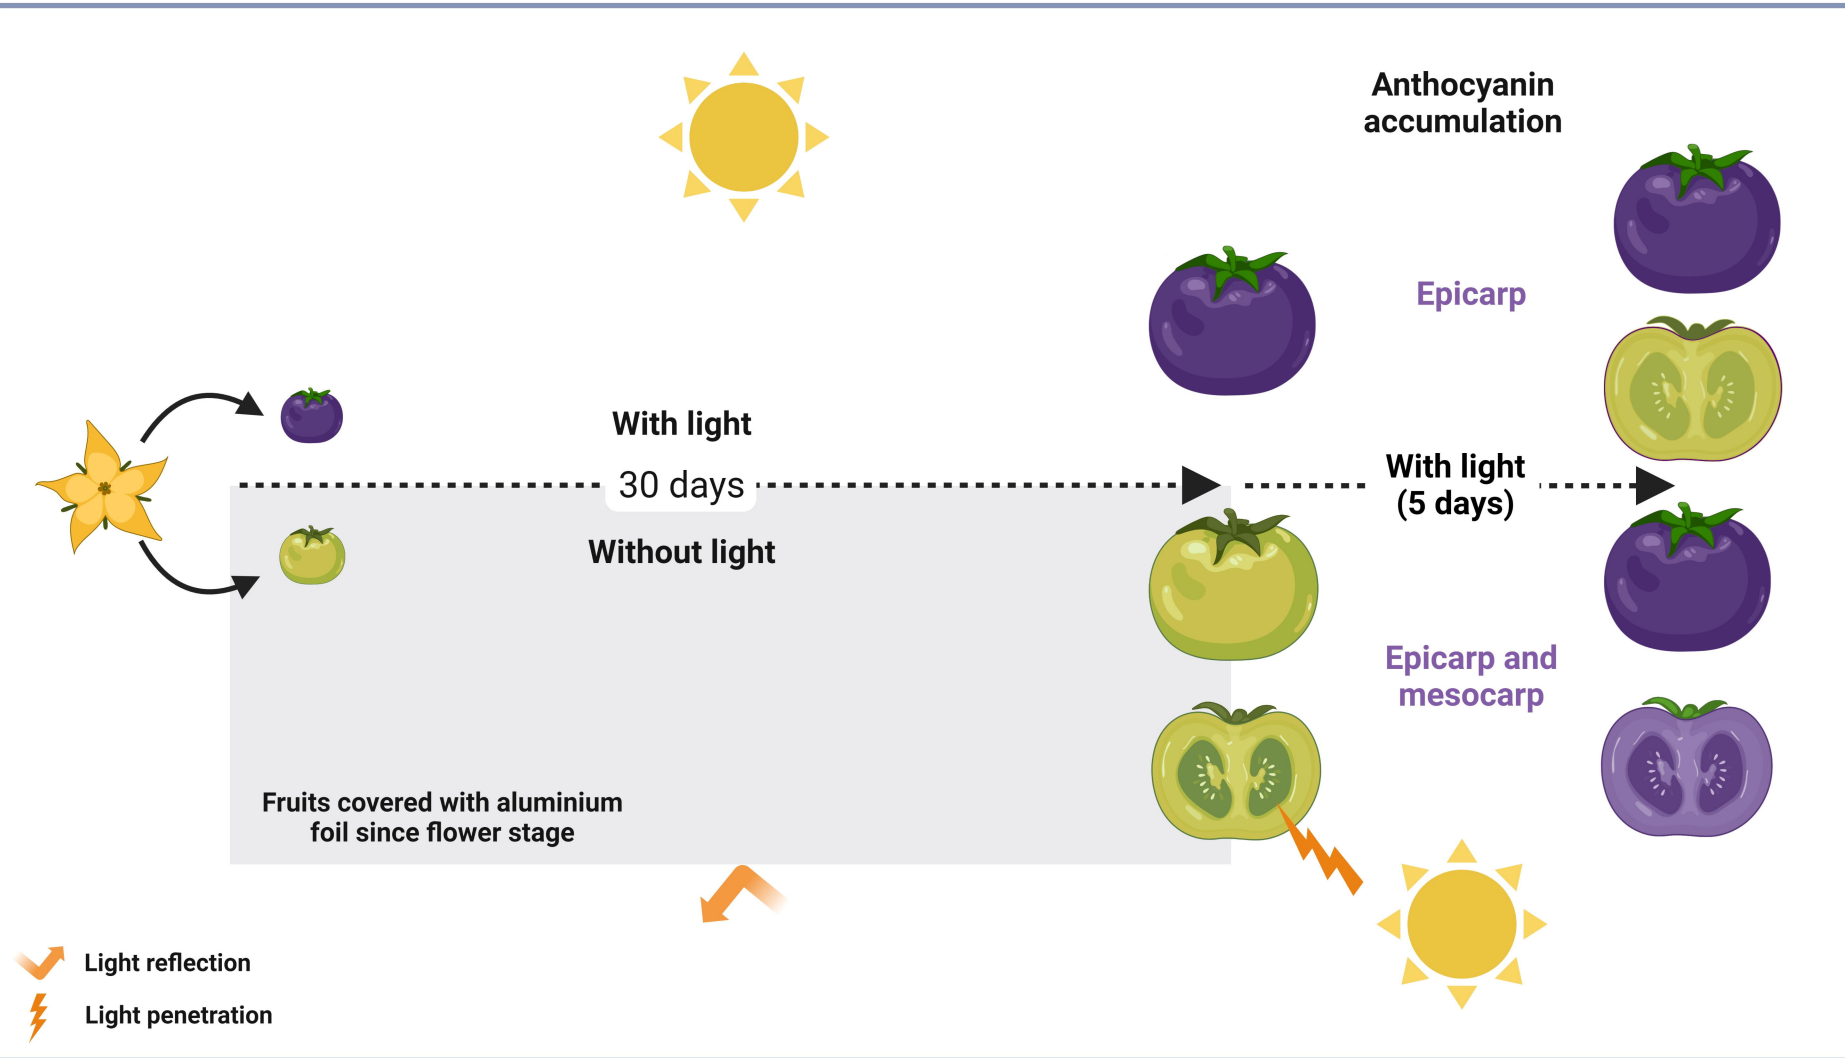 Anthocyanin
accumulation
Epicarp
With light
30 days
Without light
With light
(5 days)
Epicarp and
mesocarp
Fruits covered with aluminium
foil since flower stage
Light reflection
Light penetration